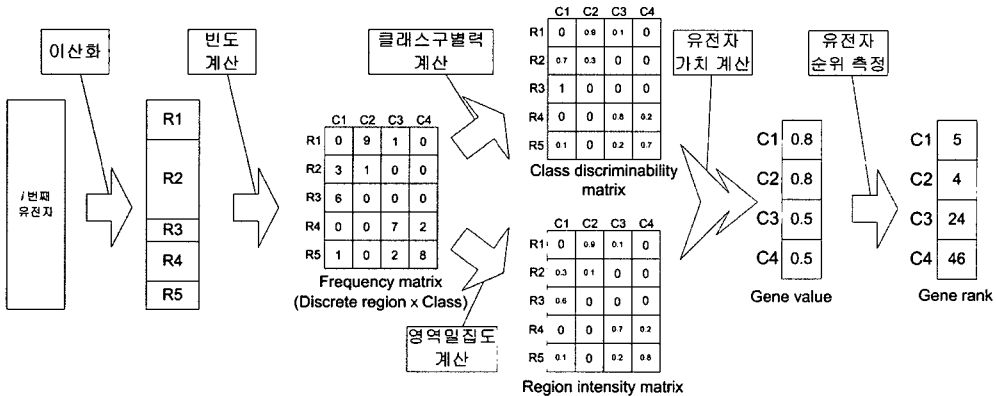 이산화
빈도
계산
클래스구별력
계산
유전자
가치 계산
유전자
순위 측정
i 번째
유전자
R1
R2
R3
R4
R5
C1 C2 C3 C4
R1 0 9 1 0
R2 3 1 0 0
R3 6 0 0 0
R4 0 0 7 2
R5 1 0 2 8
Frequency matrix
(Discrete region x Class)
C1 C2 C3 C4
R1 0 0.9 0.1 0
R2 0.7 0.3 0 0
R3 1 0 0 0
R4 0 0 0.8 0.2
R5 0.1 0 0.2 0.7
Class discriminability
matrix
영역밀집도
계산
C1 C2 C3 C4
R1 0 0.9 0.1 0
R2 0.3 0.1 0 0
R3 0.6 0 0 0
R4 0 0 0.7 0.2
R5 0.1 0 0.2 0.8
Region intensity matrix
C1 0.8
C2 0.8
C3 0.5
C4 0.5
Gene value
C1 5
C2 4
C3 24
C4 46
Gene rank